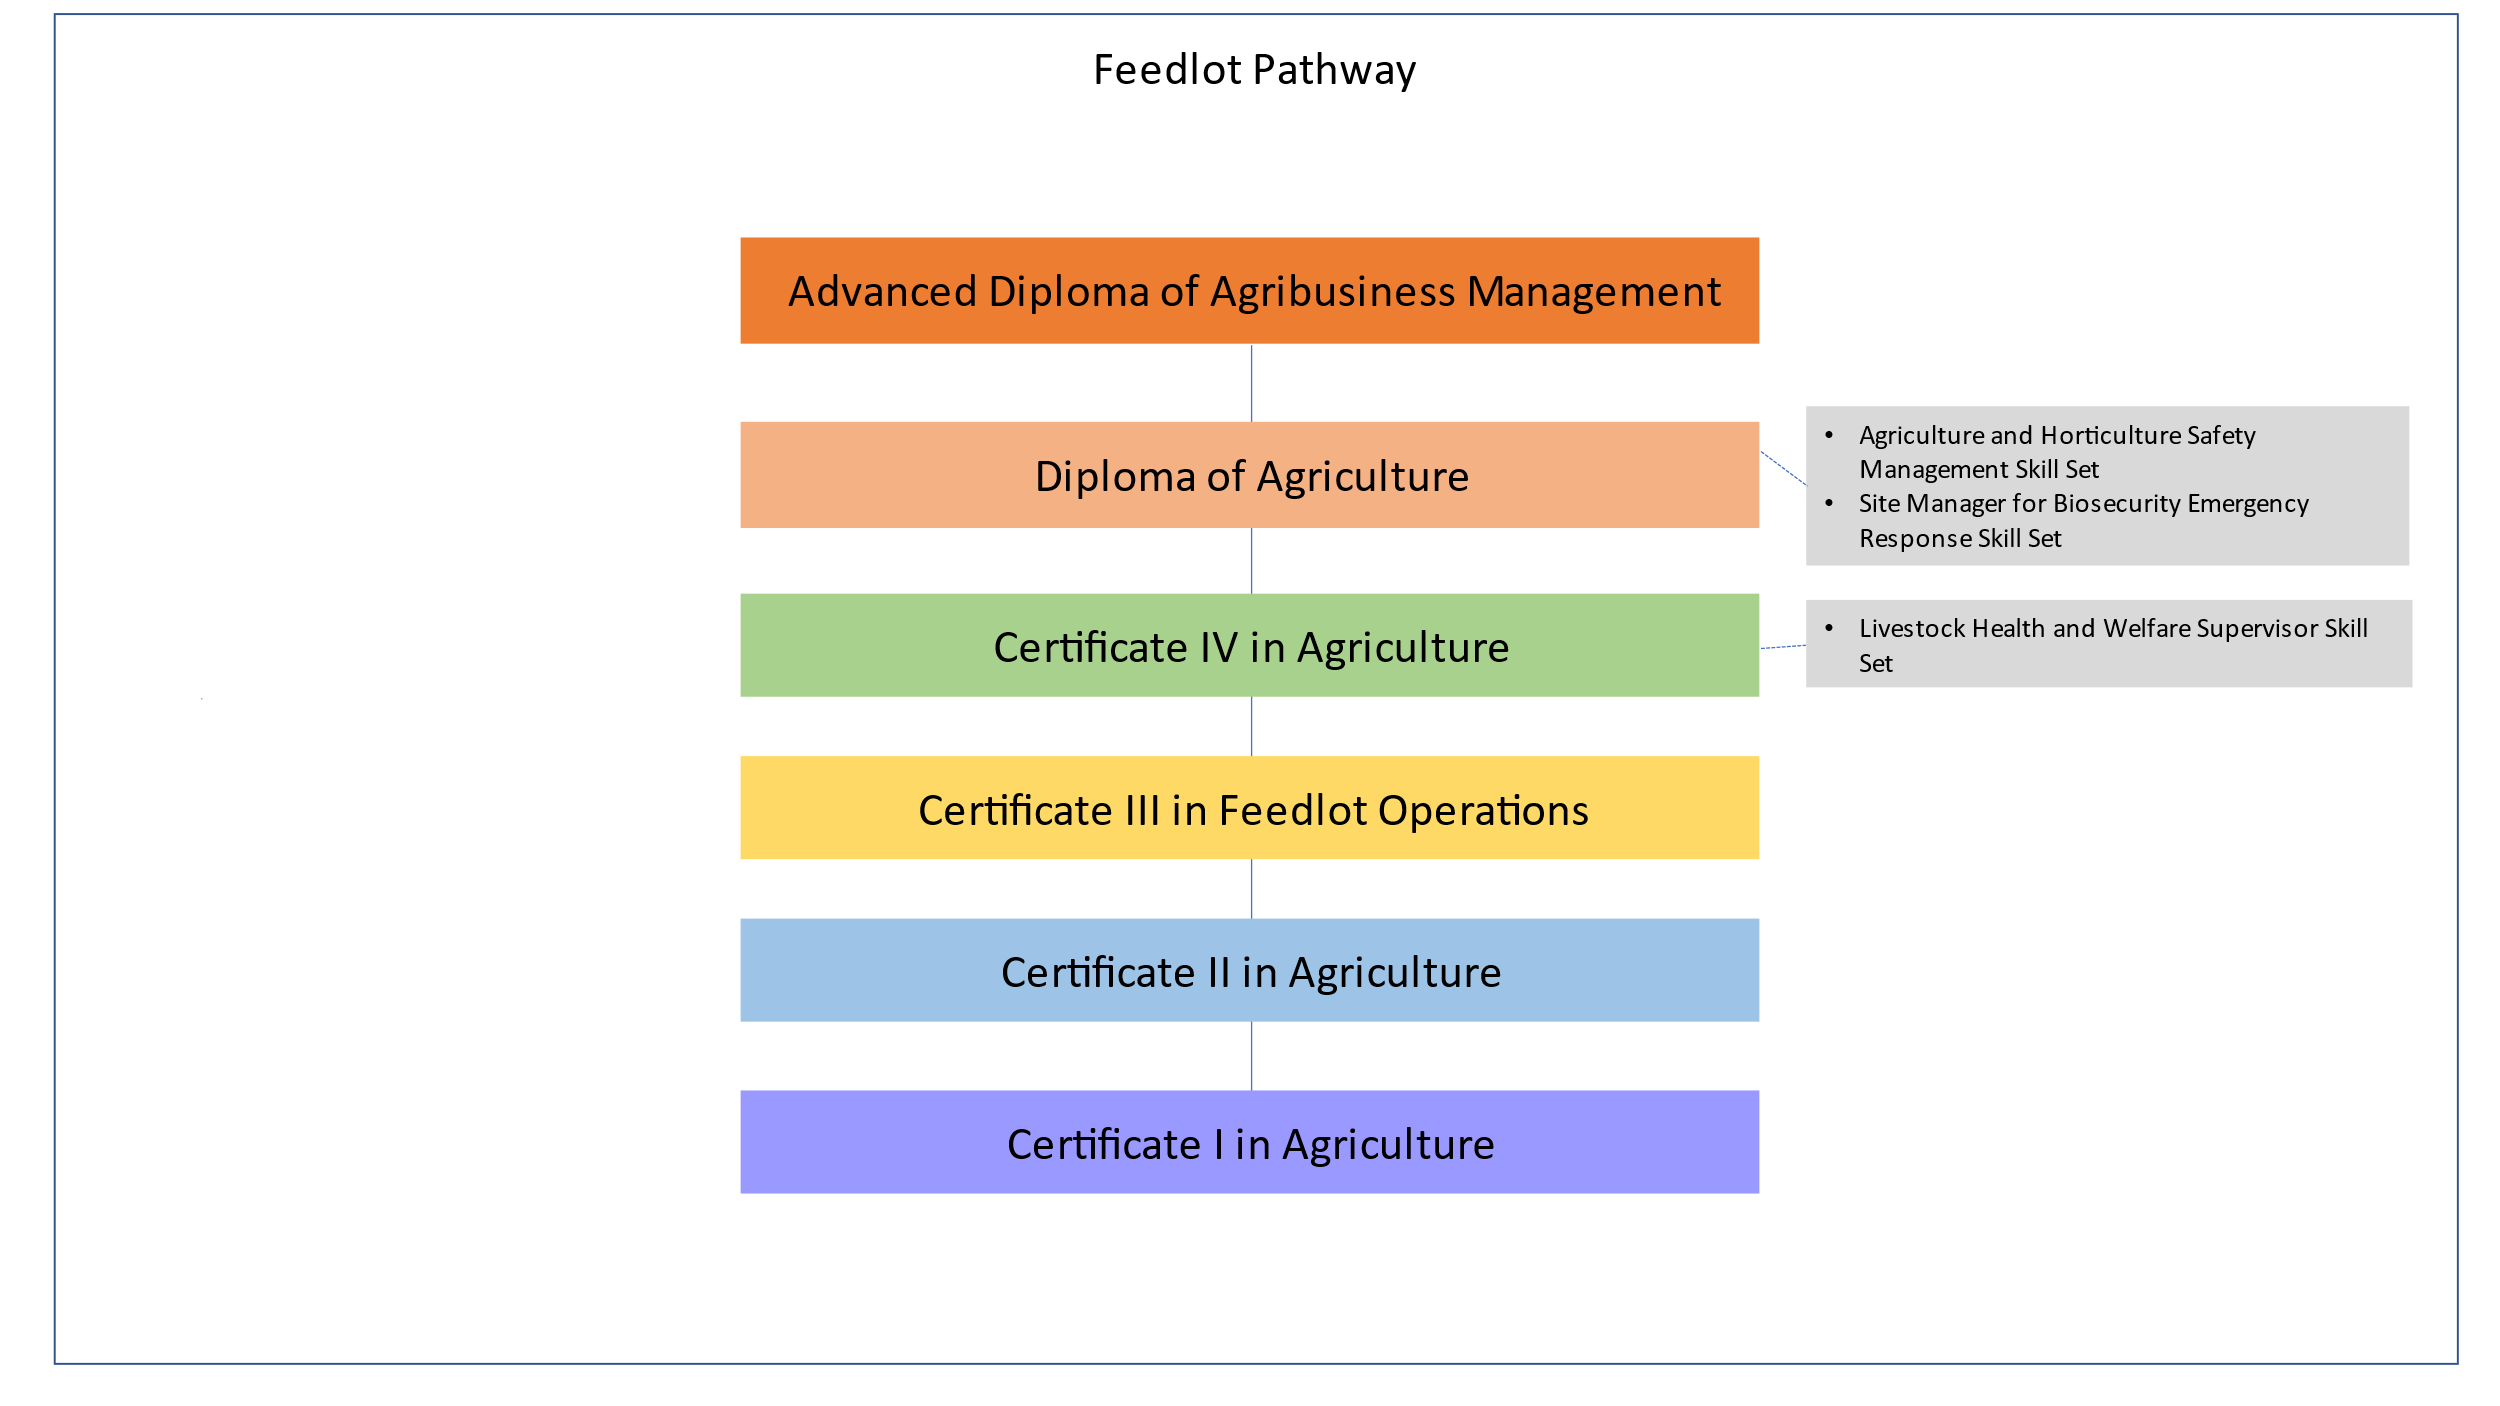 Feedlot Pathway
Advanced Diploma of Agribusiness Management
Diploma of Agriculture
• Agriculture and Horticulture Safety
Management Skill Set
• Site Manager for Biosecurity Emergency
Response Skill Set
Certificate IV in Agriculture
• Livestock Health and Welfare Supervisor Skill
Set
Certificate III in Feedlot Operations
Certificate II in Agriculture
Certificate I in Agriculture